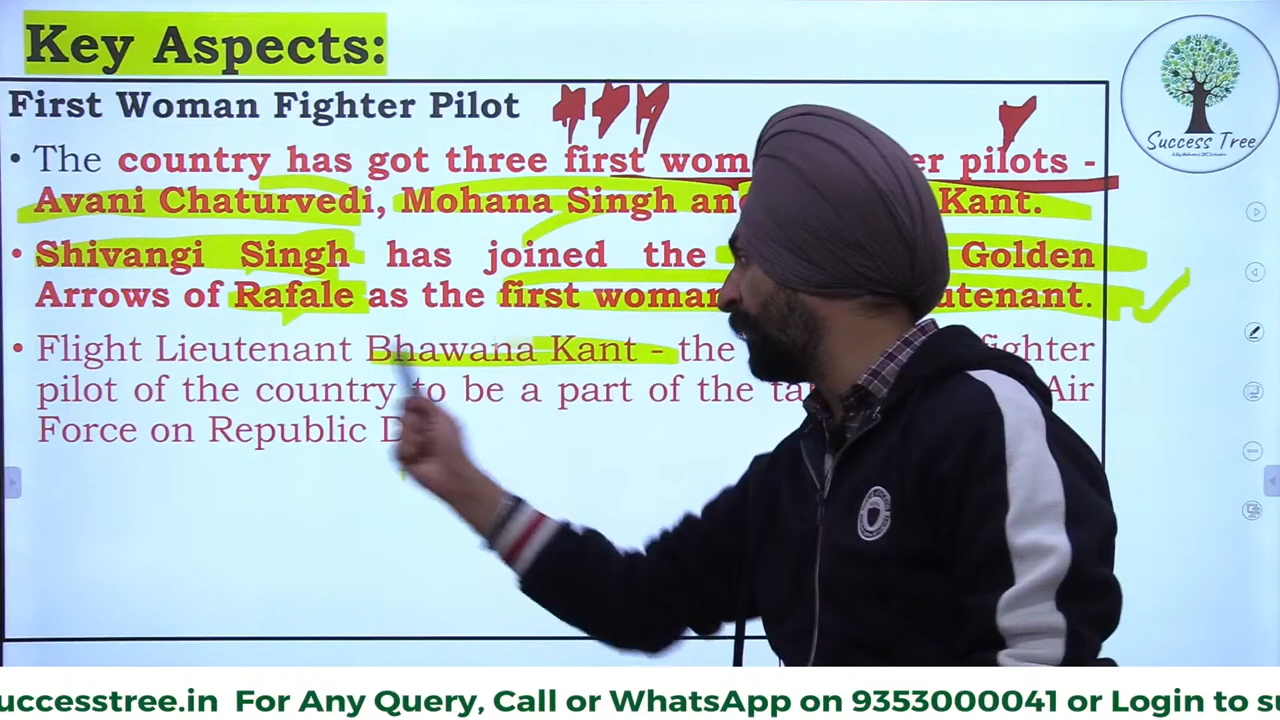 Key Aspects:
First Woman Fighter Pilot
• The country has got three first wom er pilots -
Avani Chaturvedi, Mohana Singh an Kant.
• Shivangi Singh has joined the Golden
Arrows of Rafale as the first woman utenant.
• Flight Lieutenant Bhawana Kant - the fighter
pilot of the country to be a part of the ta Air
Force on Republic D
Success Tree
uccesstree.in For Any Query, Call or WhatsApp on 9353000041 or Login to su